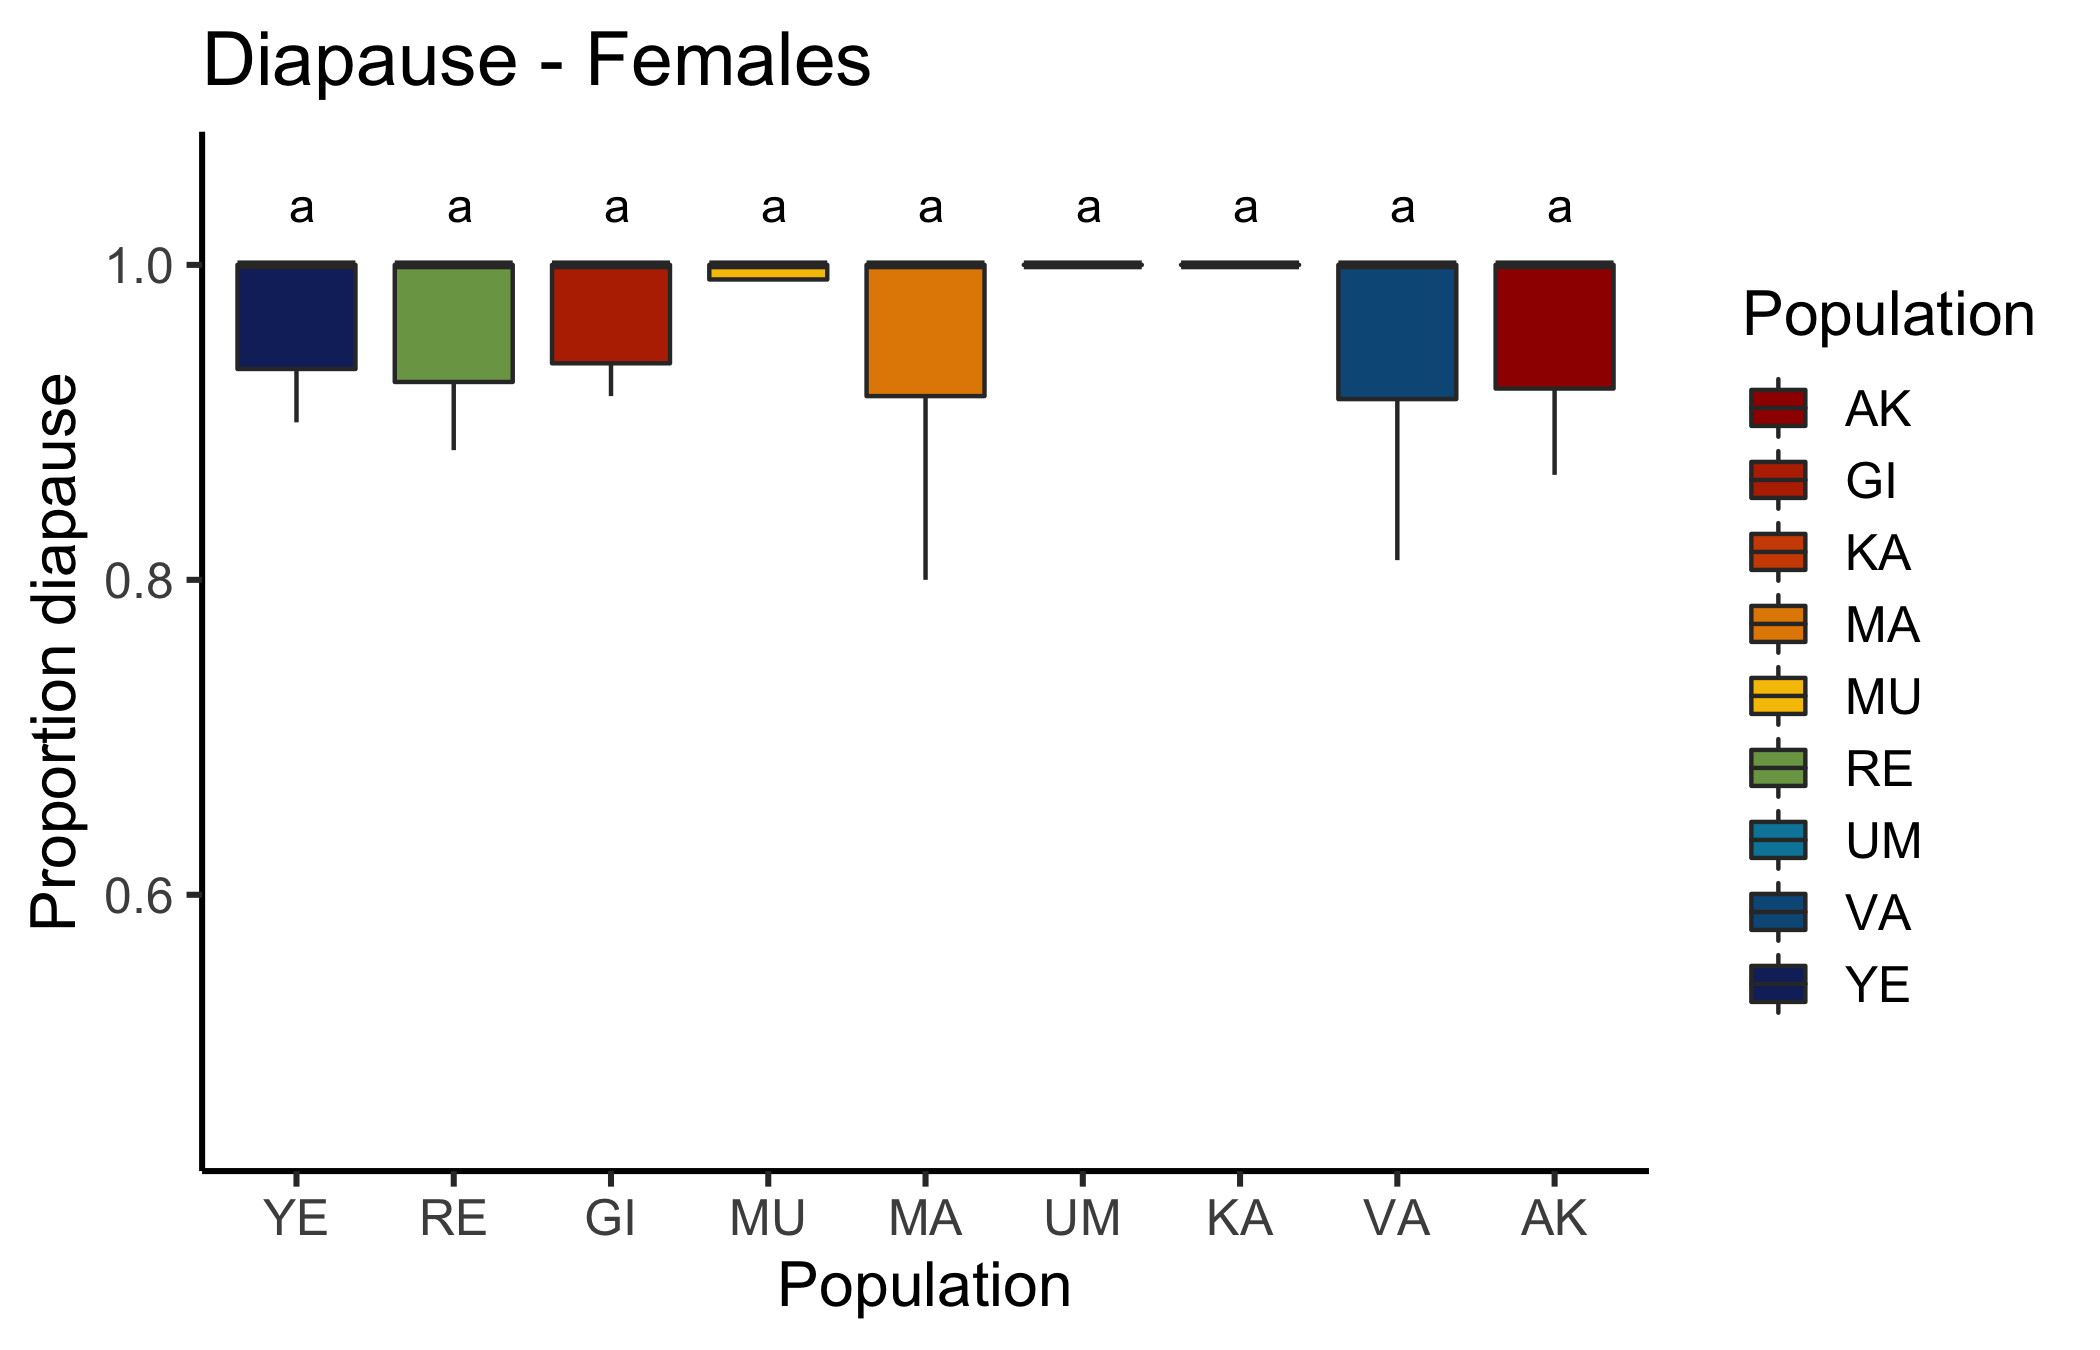 Diapause - Females
a a a a a a a a a
1.0
0.8
0.6
Proportion diapause
YE RE GI MU MA UM KA VA AK
Population
Population
AK
GI
KA
MA
MU
RE
UM
VA
YE